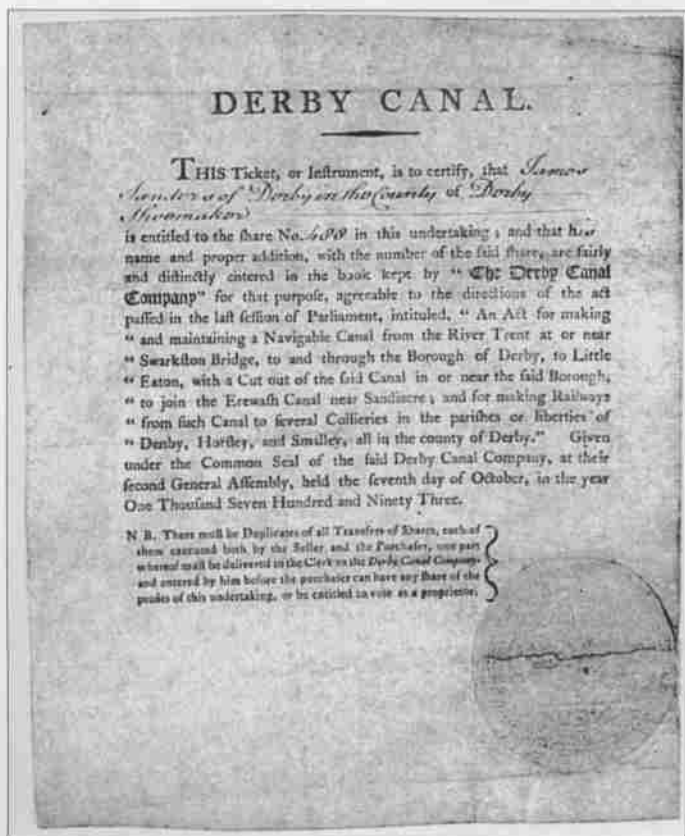 DERBY CANAL.
THIS Ticket, or Inſtrument, is to certify, that James
Sanders of Derby in the County of Derby
Shoemaker
is entitled to the ſhare No. in this undertaking; and that his
name and proper addition, with the number of the ſaid ſhare, are fairly
and diſtinctly entered in the book kept by "The Derby Canal
Company" for that purpoſe, agreeable to the directions of the act
paſſed in the laſt ſeſſion of Parliament, intituled, " An Act for making
" and maintaining a Navigable Canal from the River Trent at or near
" Swarkſton Bridge, to and through the Borough of Derby, to Little
" Eaton, with a Cut out of the ſaid Canal in or near the ſaid Borough,
" to join the Erewaſh Canal near Sandiacre; and for making Railways
" from ſuch Canal to ſeveral Collieries in the pariſhes or liberties of
" Denby, Horſley, and Smalley, all in the county of Derby." Given
under the Common Seal of the ſaid Derby Canal Company, at their
ſecond General Aſſembly, held the ſeventh day of October, in the year
One Thouſand Seven Hundred and Ninety Three.
N B. There muſt be Duplicates of all Transfers of Shares, each of
them executed both by the Seller and the Purchaſer, one part
whereof muſt be delivered to the Clerk to the Derby Canal Company
and entered by him before the purchaſer can have any ſhare of the
profits of this undertaking, or be entitled to vote as a proprietor.